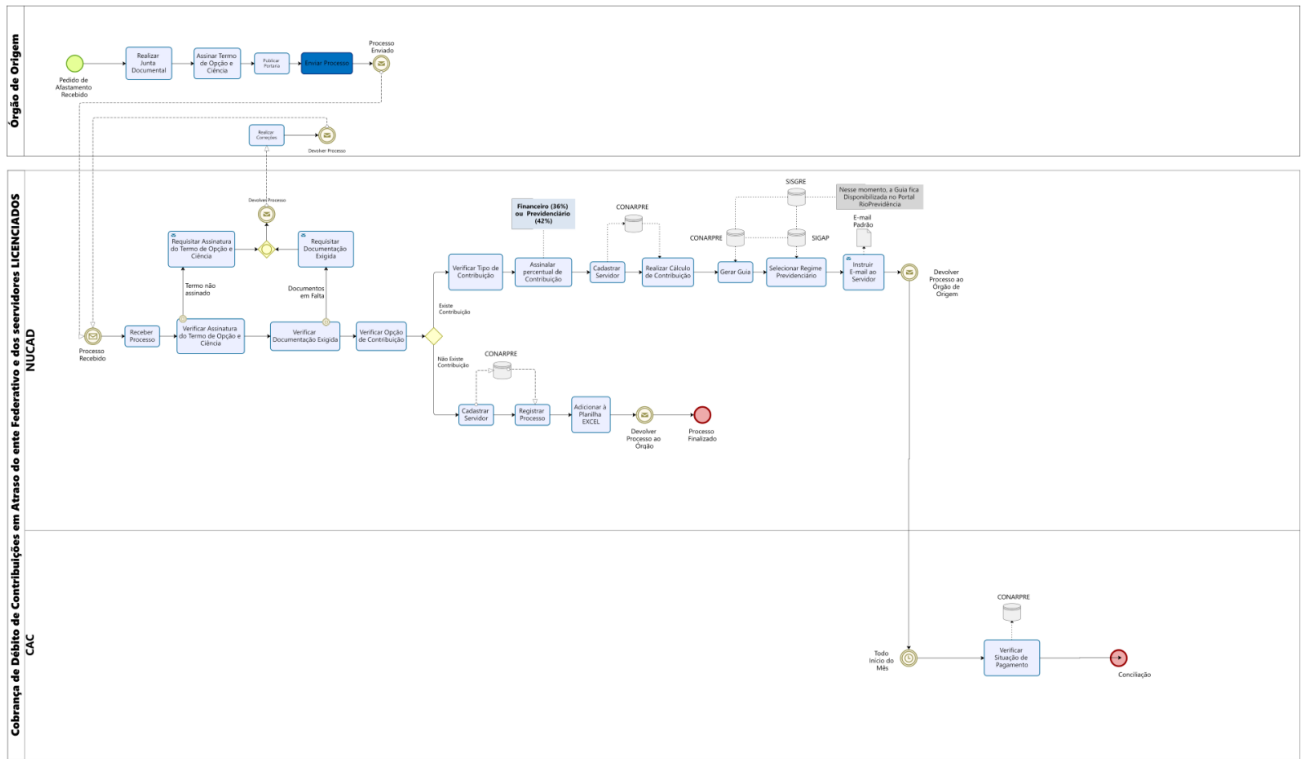 Órgão de Origem
Pedido de
Afastamento
Recebido
Realizar
Junta
Documental
Assinar Termo
de Opção e
Ciência
Publicar
Portaria
Enviar Processo
Processo
Enviado
Realizar
Correções
Devolver Processo
Cobrança de Débito de Contribuições em Atraso do ente Federativo e dos seervidores LICENCIADOS
NUCAD
Processo
Recebido
Receber
Processo
Verificar Assinatura
do Termo de Opção e
Ciência
Termo não
assinado
Requisitar Assinatura
do Termo de Opção e
Ciência
Devolver Processo
Requisitar
Documentação
Exigida
Documentos
em Falta
Verificar
Documentação Exigida
Verificar Opção
de Contribuição
Existe
Contribuição
Verificar Tipo de
Contribuição
Financeiro (36%)
ou Previdenciário
(42%)
Assinalar
percentual de
Contribuição
CONARPRE
Cadastrar
Servidor
Realizar Cálculo
de Contribuição
SISGRE
CONARPRE
SIGAP
Gerar Guia
Selecionar Regime
Previdenciário
Nesse momento, a Guia fica
Disponibilizada no Portal
RioPrevidência
E-mail
Padrão
Instruir
E-mail ao
Servidor
Devolver
Processo ao
Órgão de
Origem
Não Existe
Contribuição
CONARPRE
Cadastrar
Servidor
Registrar
Processo
Adicionar à
Planilha
EXCEL
Devolver
Processo ao
Órgão
Processo
Finalizado
CAC
Todo
Início do
Mês
CONARPRE
Verificar
Situação de
Pagamento
Conciliação